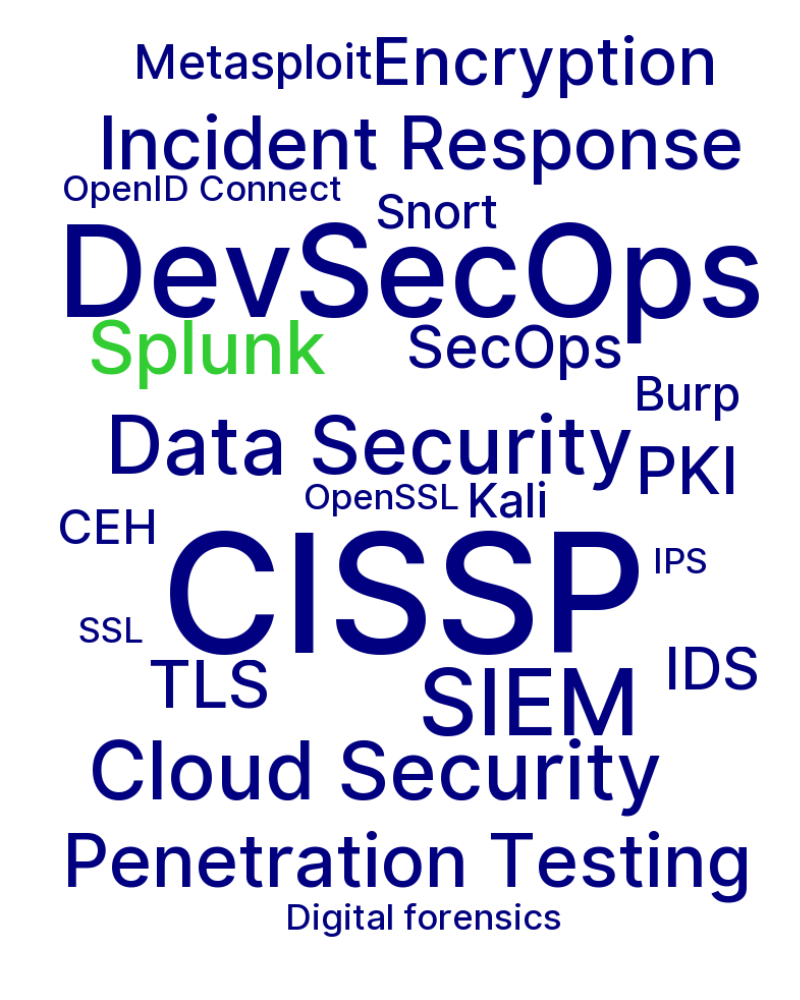 Metasploit Encryption
Incident Response
OpenID Connect
Snort
DevSecOps
Splunk SecOps
Burp
Data Security PKI
OpenSSL Kali
CEH
CISSP IPS
SSL
TLS SIEM IDS
Cloud Security
Penetration Testing
Digital forensics